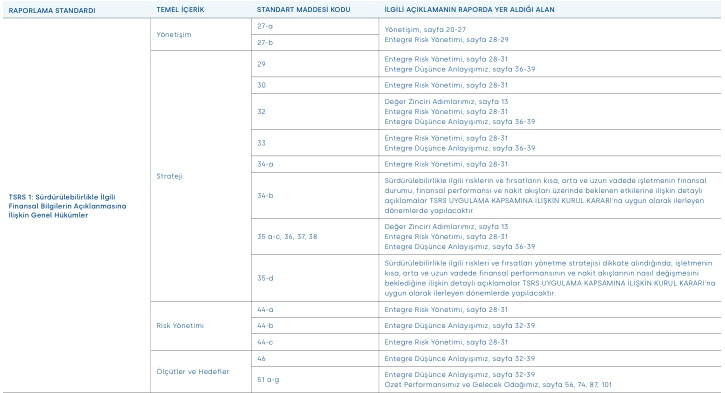 RAPORLAMA STANDARDI
TEMEL İÇERİK
STANDART MADDESİ KODU
İLGİLİ AÇIKLAMANIN RAPORDA YER ALDIĞI ALAN
TSRS 1: Sürdürülebilirlikle İlgili
Finansal Bilgilerin Açıklanmasına
İlişkin Genel Hükümler
Yönetişim
27-a
27-b
Yönetişim, sayfa 20-27
Entegre Risk Yönetimi, sayfa 28-29
Strateji
29
Entegre Risk Yönetimi, sayfa 28-31
Entegre Düşünce Anlayışımız, sayfa 36-39
30
Entegre Risk Yönetimi, sayfa 28-31
32
Değer Zinciri Adımlarımız, sayfa 13
Entegre Risk Yönetimi, sayfa 28-31
Entegre Düşünce Anlayışımız, sayfa 36-39
33
Entegre Risk Yönetimi, sayfa 28-31
Entegre Düşünce Anlayışımız, sayfa 36-39
34-a
Entegre Risk Yönetimi, sayfa 28-31
34-b
Sürdürülebilirlikle ilgili risklerin ve fırsatların kısa, orta ve uzun vadede işletmenin finansal
durumu, finansal performansı ve nakit akışları üzerinde beklenen etkilerine ilişkin detaylı
açıklamalar TSRS UYGULAMA KAPSAMINA İLİŞKİN KURUL KARARI'na uygun olarak ilerleyen
dönemlerde yapılacaktır.
35 a-c, 36, 37, 38
Değer Zinciri Adımlarımız, sayfa 13
Entegre Risk Yönetimi, sayfa 28-31
Entegre Düşünce Anlayışımız, sayfa 36-39
35-d
Sürdürülebilirlikle ilgili riskleri ve fırsatları yönetme stratejisi dikkate alındığında, işletmenin
kısa, orta ve uzun vadede finansal performansının ve nakit akışlarının nasıl değişmesini
beklediğine ilişkin detaylı açıklamalar TSRS UYGULAMA KAPSAMINA İLİŞKİN KURUL KARARI'na
uygun olarak ilerleyen dönemlerde yapılacaktır.
Risk Yönetimi
44-a
Entegre Risk Yönetimi, sayfa 28-31
44-b
Entegre Düşünce Anlayışımız, sayfa 32-39
44-c
Entegre Risk Yönetimi, sayfa 28-31
Ölçütler ve Hedefler
46
Entegre Düşünce Anlayışımız, sayfa 32-39
51 a-g
Entegre Düşünce Anlayışımız, sayfa 32-39
Özet Performansımız ve Gelecek Odağımız, sayfa 56, 74, 87, 101